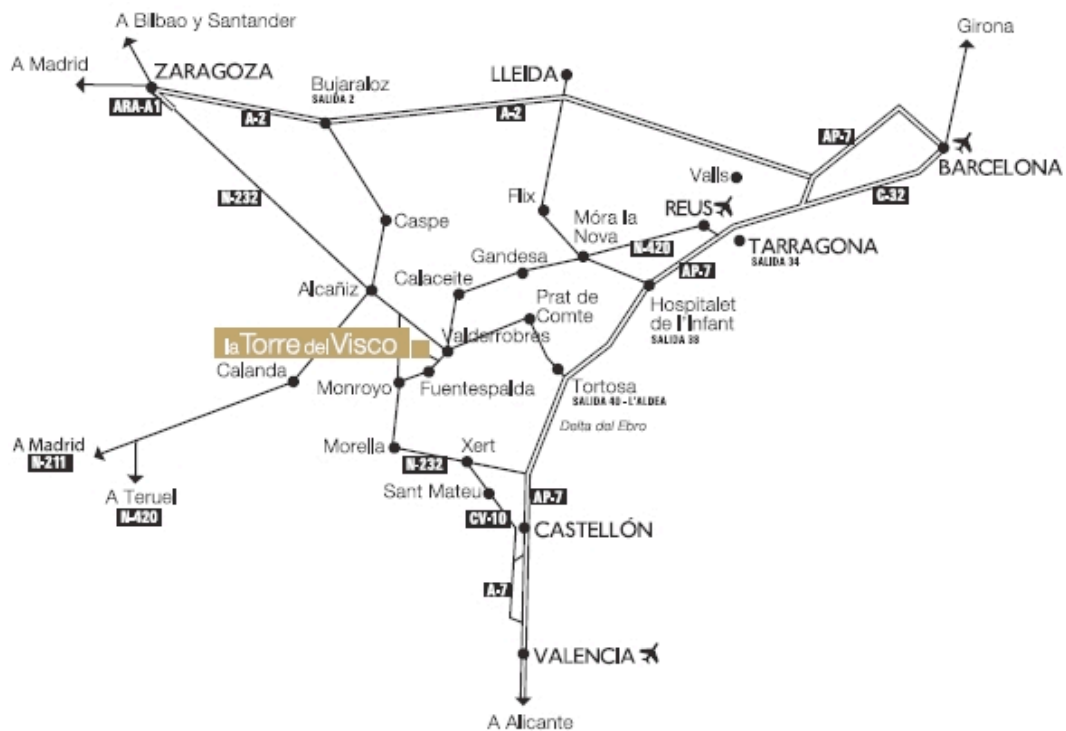 A Bilbao y Santander
Girona
A Madrid
ZARAGOZA
LLEIDA
Bujaraloz
SALIDA 2
ARA-A1
A-2
A-2
AP-7
BARCELONA
Valls
C-32
N-232
Flix
REUS
Caspe
Móra la
Nova
N-420
TARRAGONA
SALIDA 34
Gandesa
AP-7
Calaceite
Alcañiz
Prat de
Comte
Hospitalet
de l'Infant
SALIDA 38
la Torre del Visco
Valderrobres
Calanda
Monroyo
Fuentespalda
Tortosa
SALIDA 40 - L'ALDEA
Delta del Ebro
A Madrid
N-211
Morella
Xert
N-232
A Teruel
N-420
Sant Mateu
AP-7
CV-10
CASTELLÓN
A-7
VALENCIA
A Alicante